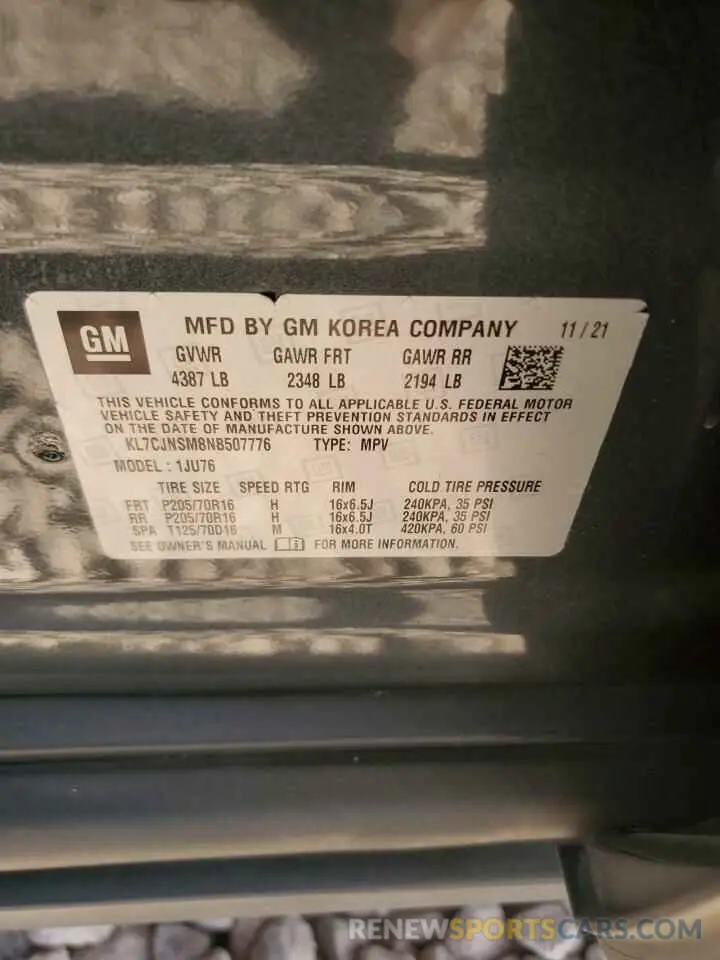 GM MFD BY GM KOREA COMPANY 11/21
GVWR GAWR FRT GAWR RR
4387 LB 2348 LB 2194 LB
THIS VEHICLE CONFORMS TO ALL APPLICABLE U.S. FEDERAL MOTOR
VEHICLE SAFETY AND THEFT PREVENTION STANDARDS IN EFFECT
ON THE DATE OF MANUFACTURE SHOWN ABOVE.
KL7CJNSM8NB507776 TYPE: MPV
MODEL : 1JU76
TIRE SIZE SPEED RTG RIM COLD TIRE PRESSURE
FRT P205/70R16 H 16x6.5J 240KPA, 35 PSI
RR P205/70R16 H 16x6.5J 240KPA, 35 PSI
SPA T125/70D16 M 16x4.0T 420KPA, 60 PSI
SEE OWNER'S MANUAL FOR MORE INFORMATION.
RENEWSPORTSCARS.COM